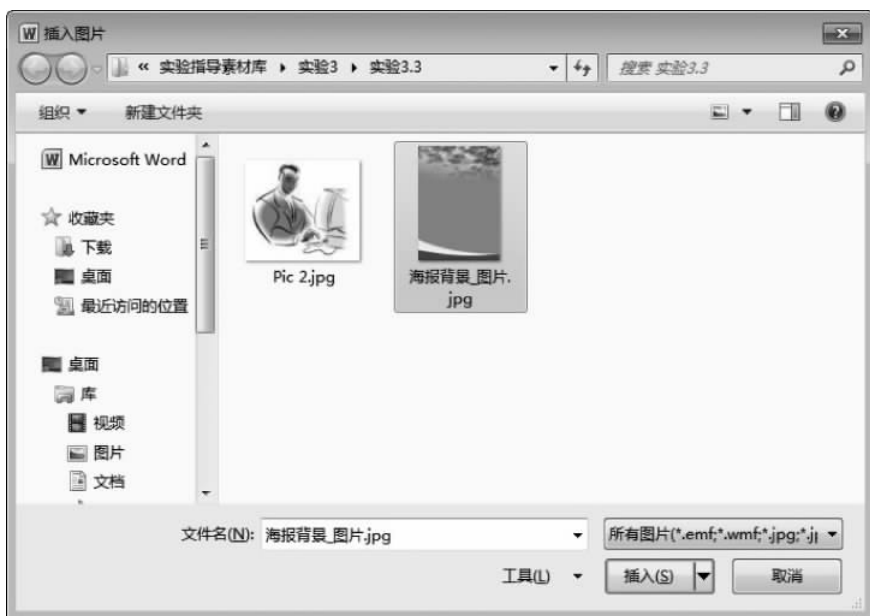 插入图片
« 实验指导素材库 实验3 实验3.3
搜索 实验3.3
组织 新建文件夹
Microsoft Word
收藏夹
下载
桌面
最近访问的位置
桌面
库
视频
图片
文档
Pic 2.jpg
海报背景_图片.
jpg
文件名(N): 海报背景_图片.jpg
所有图片(*.emf;*.wmf;*.jpg;*.j
工具(L)
插入(S)
取消